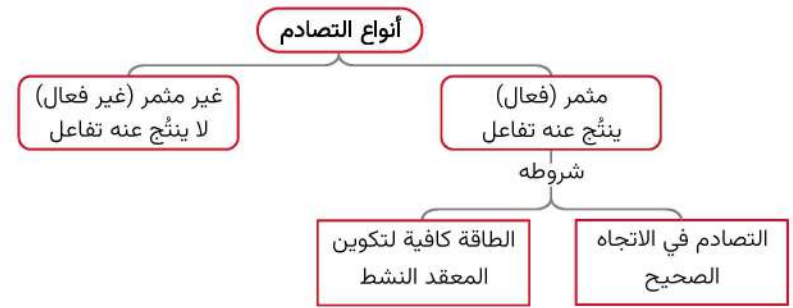 أنواع التصادم
مثمر (فعال)
ينتُج عنه تفاعل
غير مثمر (غير فعال)
لا ينتُج عنه تفاعل
شروطه
التصادم في الاتجاه
الصحيح
الطاقة كافية لتكوين
المعقد النشط